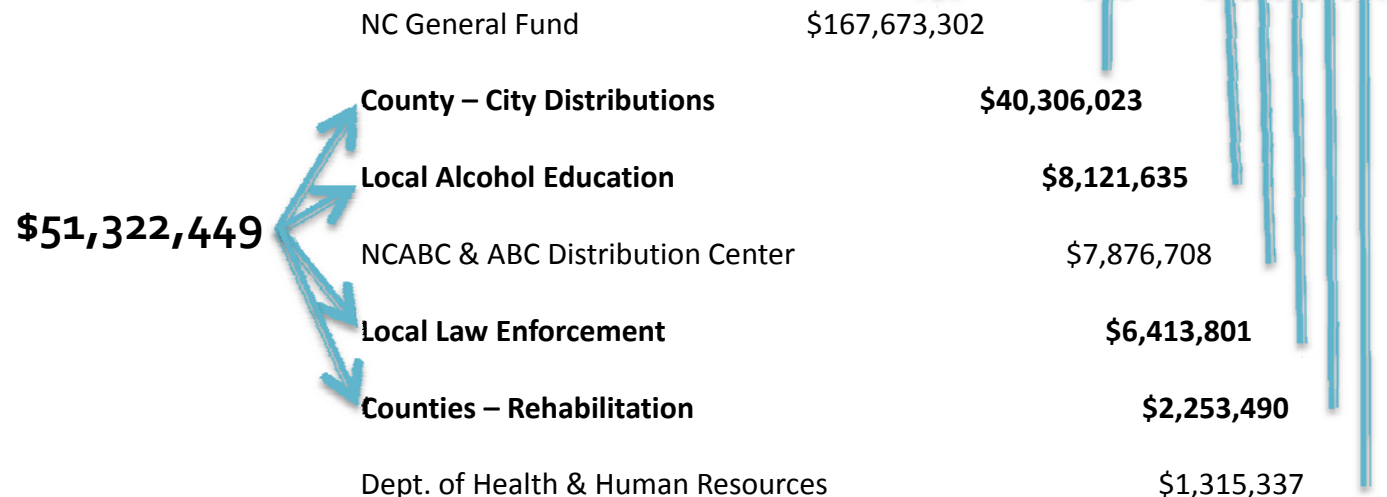 NC General Fund $167,673,302
County – City Distributions $40,306,023
Local Alcohol Education $8,121,635
$51,322,449
NCABC & ABC Distribution Center $7,876,708
Local Law Enforcement $6,413,801
Counties – Rehabilitation $2,253,490
Dept. of Health & Human Resources $1,315,337